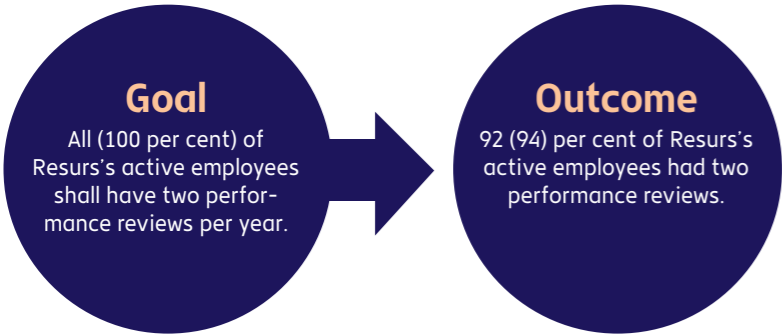 Goal
All (100 per cent) of
Resurs's active employees
shall have two perfor-
mance reviews per year.
Outcome
92 (94) per cent of Resurs's
active employees had two
performance reviews.